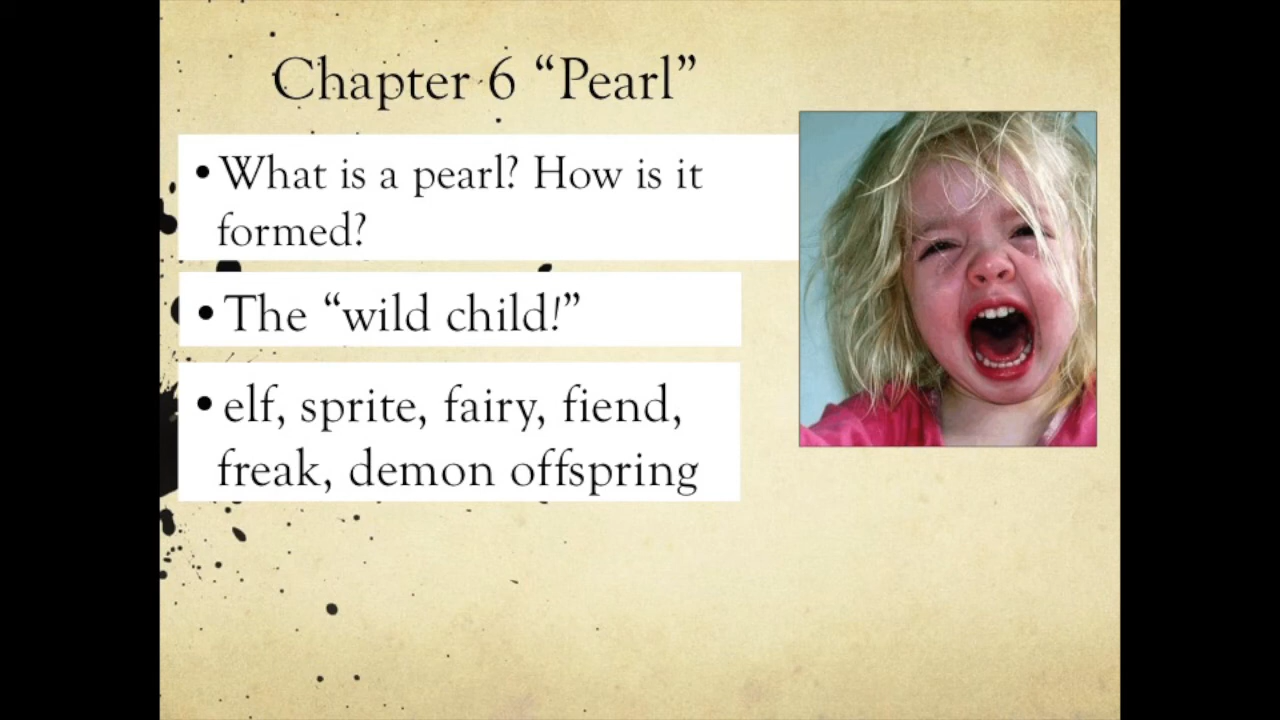 Chapter 6 “Pearl”
• What is a pearl? How is it
formed?
• The “wild child!”
• elf, sprite, fairy, fiend,
freak, demon offspring